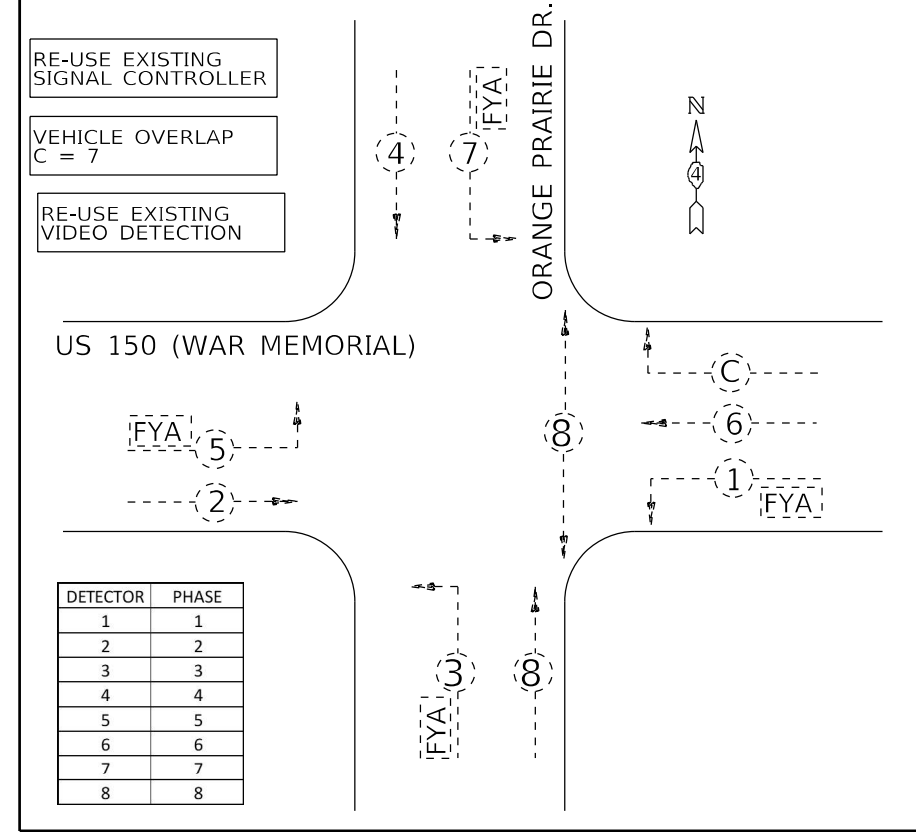 RE-USE EXISTING
SIGNAL CONTROLLER
VEHICLE OVERLAP
C = 7
RE-USE EXISTING
VIDEO DETECTION
4
7
FYA
ORANGE PRAIRIE DR.
N
4
US 150 (WAR MEMORIAL)
FYA
5
2
8
C
6
1
FYA
3
FYA
8
DETECTOR PHASE
1 1
2 2
3 3
4 4
5 5
6 6
7 7
8 8